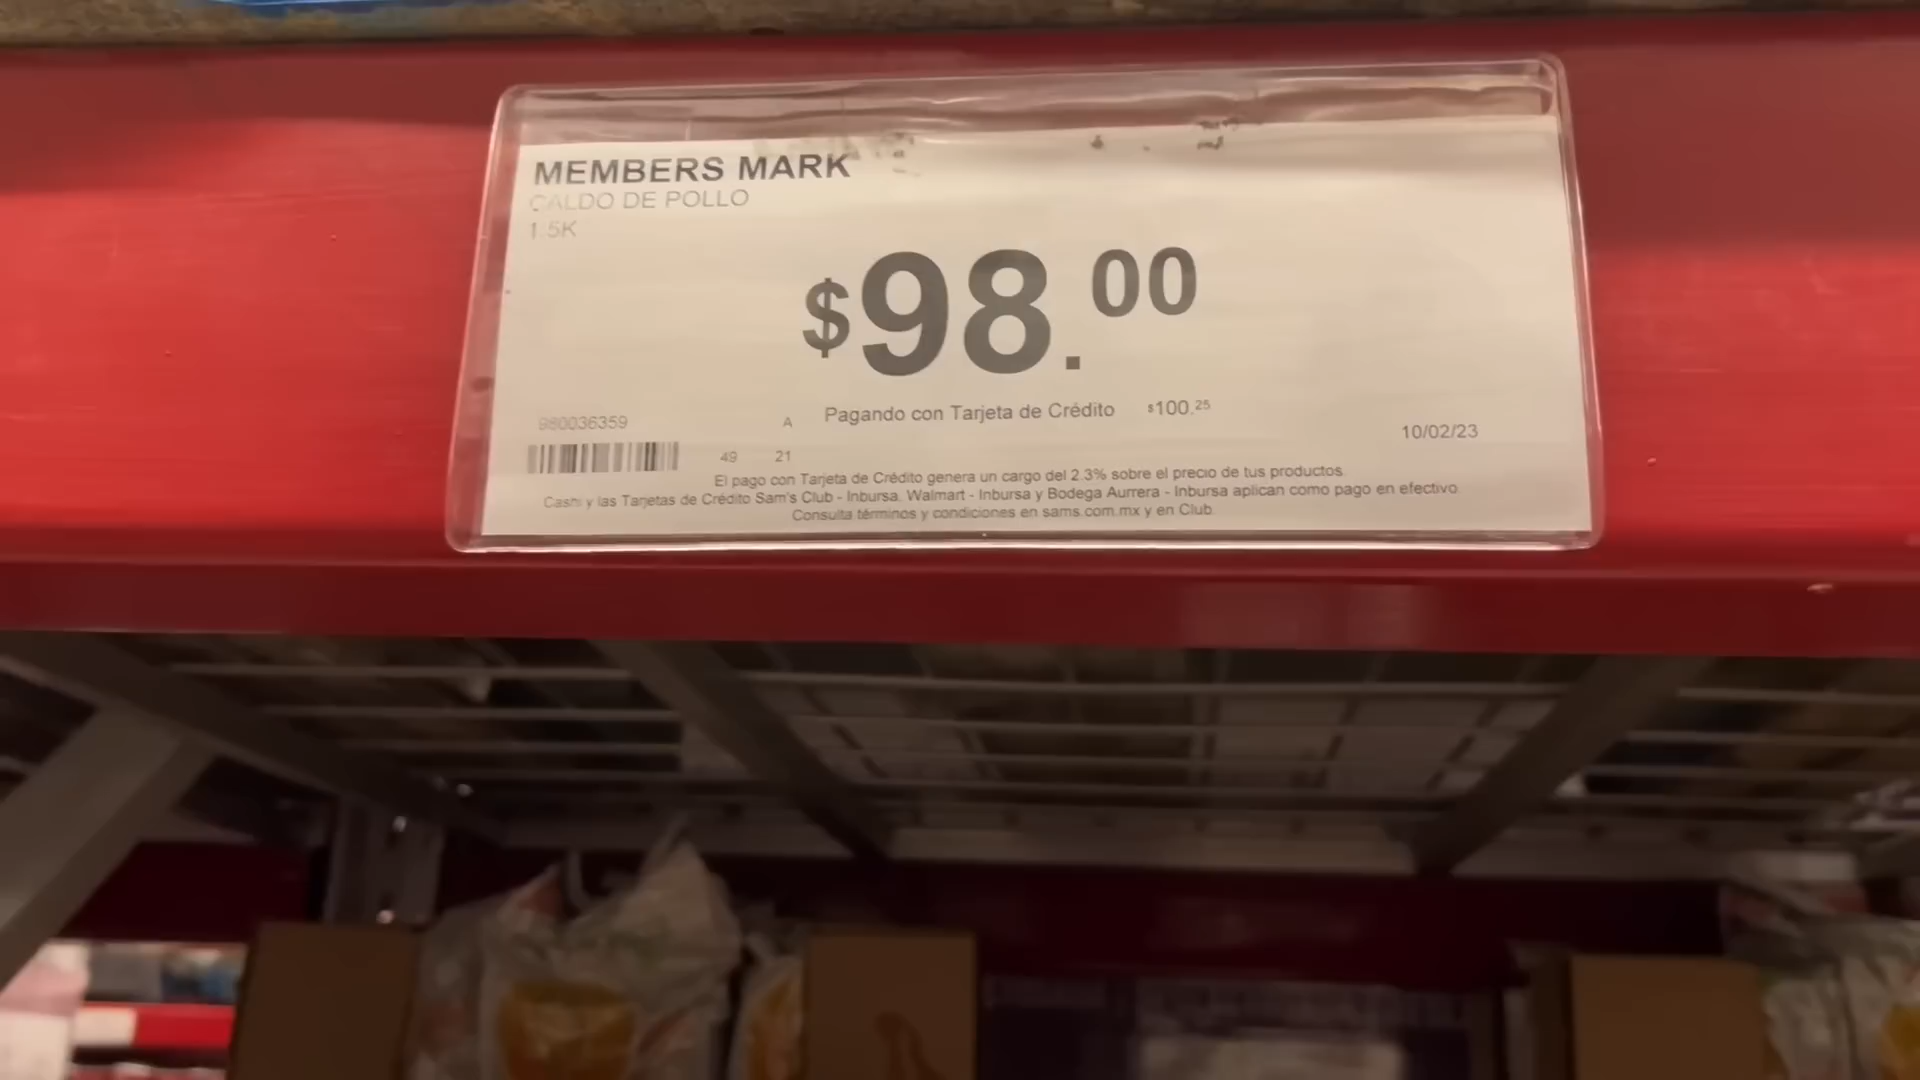 MEMBERS MARK
CALDO DE POLLO
1.5K
$98.00
980036359
A
Pagando con Tarjeta de Crédito $100.25
10/02/23
49 21
El pago con Tarjeta de Crédito genera un cargo del 2.3% sobre el precio de tus productos.
Cashi y las Tarjetas de Crédito Sam's Club - Inbursa, Walmart - Inbursa y Bodega Aurrera - Inbursa aplican como pago en efectivo
Consulta términos y condiciones en sams.com.mx y en Club